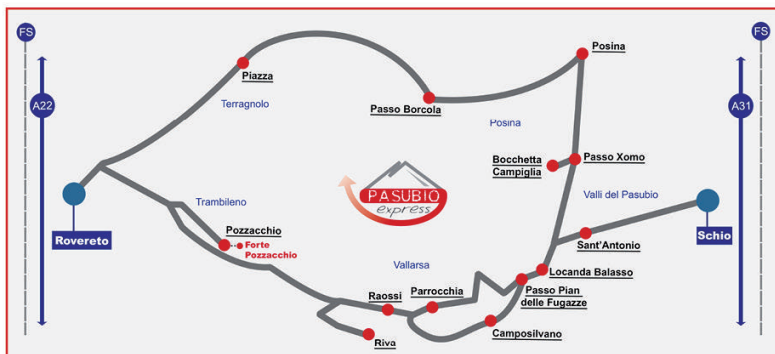 FS
FS
Posina
Piazza
A22
A31
Terragnolo
Passo Borcola
Posina
Bocchetta
Campiglia
Passo Xomo
PASUBIO
express
Trambileno
Valli del Pasubio
Rovereto
Pozzacchio
Forte
Pozzacchio
Schio
Sant'Antonio
Vallarsa
Locanda Balasso
Raossi
Parrocchia
Passo Pian
delle Fugazze
Riva
Camposilvano